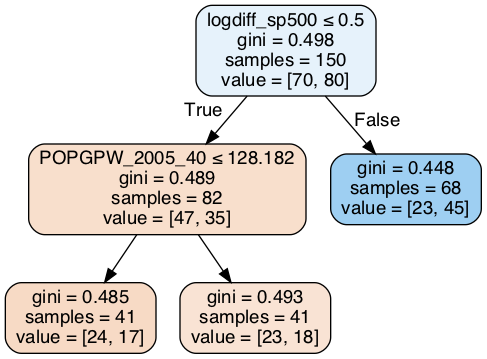 logdiff_sp500 ≤ 0.5
gini = 0.498
samples = 150
value = [70, 80]
True
False
POPGPW_2005_40 ≤ 128.182
gini = 0.489
samples = 82
value = [47, 35]
gini = 0.448
samples = 68
value = [23, 45]
gini = 0.485
samples = 41
value = [24, 17]
gini = 0.493
samples = 41
value = [23, 18]